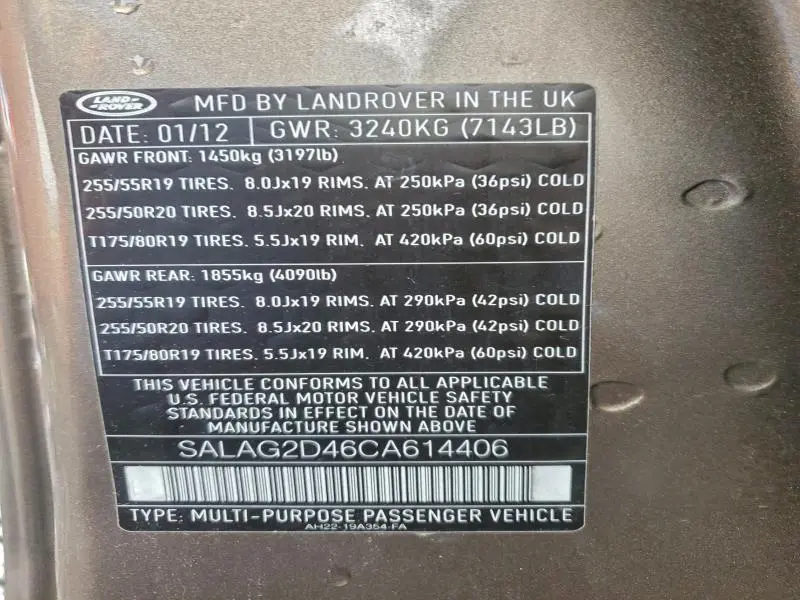 LAND-
ROVER
MFD BY LANDROVER IN THE UK
DATE: 01/12 GWR: 3240KG (7143LB)
GAWR FRONT: 1450kg (3197lb)
255/55R19 TIRES. 8.0Jx19 RIMS. AT 250kPa (36psi) COLD
255/50R20 TIRES. 8.5Jx20 RIMS. AT 250kPa (36psi) COLD
T175/80R19 TIRES. 5.5Jx19 RIM. AT 420kPa (60psi) COLD
GAWR REAR: 1855kg (4090lb)
255/55R19 TIRES. 8.0Jx19 RIMS. AT 290kPa (42psi) COLD
255/50R20 TIRES. 8.5Jx20 RIMS. AT 290kPa (42psi) COLD
T175/80R19 TIRES. 5.5Jx19 RIM. AT 420kPa (60psi) COLD
THIS VEHICLE CONFORMS TO ALL APPLICABLE
U.S. FEDERAL MOTOR VEHICLE SAFETY
STANDARDS IN EFFECT ON THE DATE OF
MANUFACTURE SHOWN ABOVE
SALAG2D46CA614406
TYPE: MULTI-PURPOSE PASSENGER VEHICLE
AH22-19A354-FA